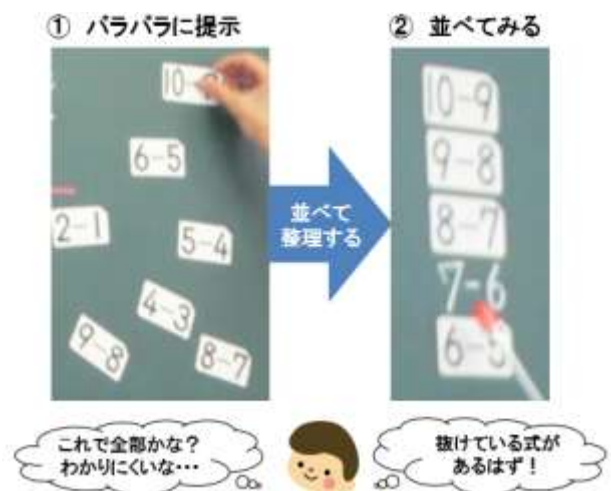 ① バラバラに提示
10-
6-5
2-1
5-4
4-3
9-8
8-7
並べて
整理する
② 並べてみる
10-9
9-8
8-7
7-6
6-5
これで全部かな？
わかりにくいな・・・
抜けている式が
あるはず！